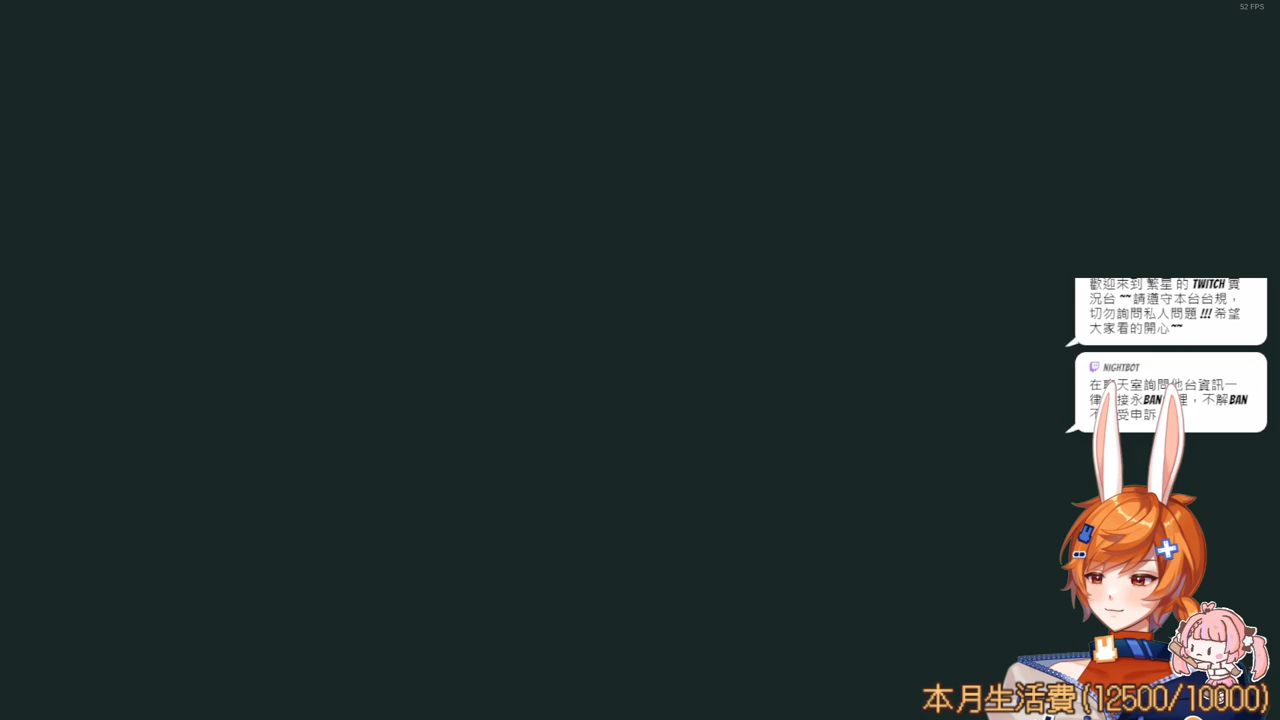 52 FPS
歡迎來到 繁星 的 TWITCH 實
況台 ~~ 請遵守本台台規，
切勿詢問私人問題 !!! 希望
大家看的開心~~
NIGHTBOT
在 天室詢問他台資訊一
律 接永BAN 理，不解BAN
不 受申訴
本月生活費(12500/10000)